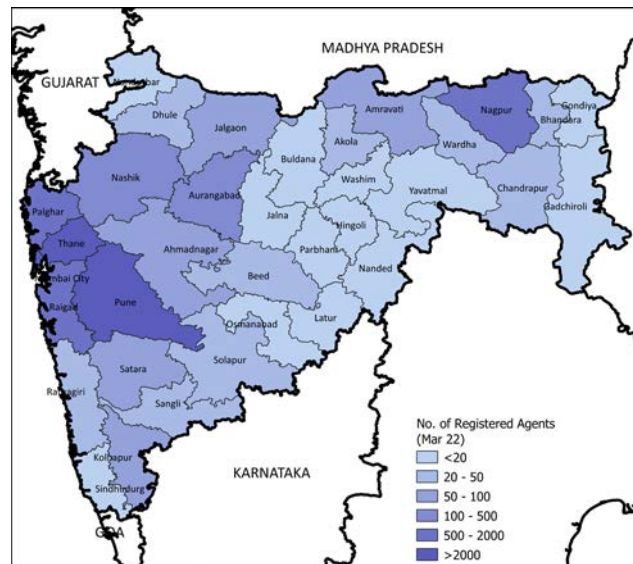 MADHYA PRADESH
GUJARAT
Nandurbar
Dhule
Jalgaon
Amravati
Nagpur
Gondiya
Bhandara
Buldana
Akola
Wardha
Nashik
Washim
Aurangabad
Yavatmal
Chandrapur
Palghar
Jalna
Hingoli
Gadchiroli
Thane
Ahmadnagar
Parbhani
Nanded
Mumbai City
Beed
Raigad
Pune
Osmanabad
Latur
Solapur
Satara
Ratnagiri
Sangli
Kolhapur
Sindhdurg
KARNATAKA
GOA
No. of Registered Agents
(Mar 22)
<20
20 - 50
50 - 100
100 - 500
500 - 2000
>2000